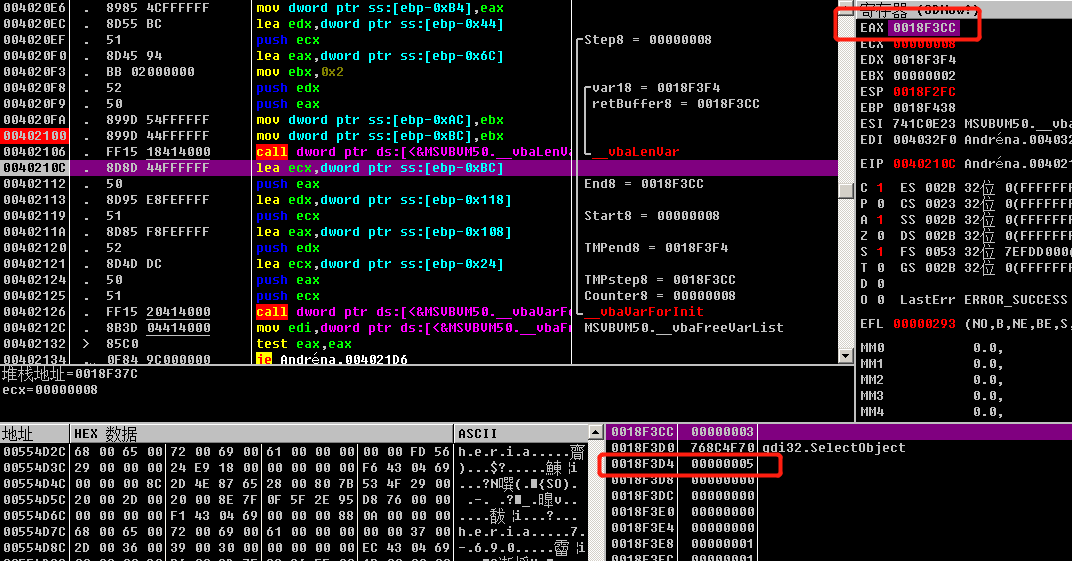 004020E6 . 8985 4CFFFFFF mov dword ptr ss:[ebp-0xB4],eax
004020EC . 8D55 BC lea edx,dword ptr ss:[ebp-0x44]
004020EF . 51 push ecx Step8 = 00000008
004020F0 . 8D45 94 lea eax,dword ptr ss:[ebp-0x6C]
004020F3 . BB 02000000 mov ebx,0x2
004020F8 . 52 push edx var18 = 0018F3F4
004020F9 . 50 push eax retBuffer8 = 0018F3CC
004020FA . 899D 54FFFFFF mov dword ptr ss:[ebp-0xAC],ebx
00402100 . 899D 44FFFFFF mov dword ptr ss:[ebp-0xBC],ebx
00402106 . FF15 18414000 call dword ptr ds:[<&MSVBVM50.__vbaLenVa __vbaLenVar
0040210C . 8D8D 44FFFFFF lea ecx,dword ptr ss:[ebp-0xBC]
00402112 . 50 push eax End8 = 0018F3CC
00402113 . 8D95 E8FEFFFF lea edx,dword ptr ss:[ebp-0x118]
00402119 . 51 push ecx Start8 = 00000008
0040211A . 8D85 F8FEFFFF lea eax,dword ptr ss:[ebp-0x108]
00402120 . 52 push edx TMPend8 = 0018F3F4
00402121 . 8D4D DC lea ecx,dword ptr ss:[ebp-0x24]
00402124 . 50 push eax TMPstep8 = 0018F3CC
00402125 . 51 push ecx Counter8 = 00000008
00402126 . FF15 20414000 call dword ptr ds:[<&MSVBVM50.__vbaVarFo __vbaVarForInit
0040212C . 8B3D 04414000 mov edi,dword ptr ds:[<&MSVBVM50.__vbaFr MSVBVM50.__vbaFreeVarList
00402132 > 85C0 test eax,eax
00402134 . 0F84 9C000000 je Andréna.004021D6
堆栈地址=0018F37C
ecx=00000008
寄存器 (3DNow!)
EAX 0018F3CC
ECX 00000008
EDX 0018F3F4
EBX 00000002
ESP 0018F2FC
EBP 0018F438
ESI 741C0E23 MSVBVM50.__vba
EDI 004032F0 Andréna.00403
EIP 0040210C Andréna.00402
C 1 ES 002B 32位 0(FFFFFFF
P 0 CS 0023 32位 0(FFFFFFF
A 1 SS 002B 32位 0(FFFFFFF
Z 0 DS 002B 32位 0(FFFFFFF
S 1 FS 0053 32位 7EFDD000(
T 0 GS 002B 32位 0(FFFFFFF
D 0
O 0 LastErr ERROR_SUCCESS
EFL 00000293 (NO,B,NE,BE,S,
MM0 0.0,
MM1 0.0,
MM2 0.0,
MM3 0.0,
MM4 0.0,
地址 HEX 数据 ASCII
00554D2C 68 00 65 00 72 00 69 00 61 00 00 00 00 00 FD 56
00554D3C 29 00 00 00 24 E9 18 00 00 00 00 00 F6 43 04 69
00554D4C 00 00 00 8C 2D 4E 87 65 28 00 80 7B 53 4F 29 00
00554D5C 20 00 2D 00 20 00 8E 7F 0F 5F 2E 95 D8 76 00 00
00554D6C 00 00 00 00 F1 43 04 69 00 00 00 88 0A 00 00 00
00554D7C 68 00 65 00 72 00 69 00 61 00 00 00 00 00 37 00
00554D8C 2D 00 36 00 39 00 30 00 00 00 00 00 EC 43 04 69
0018F3CC 00000003
0018F3D0 768C4F70 gdi32.SelectObject
0018F3D4 00000005
0018F3D8 00000000
0018F3DC 00000000
0018F3E0 00000000
0018F3E4 00000000
0018F3E8 00000001
0018F3EC 00000001